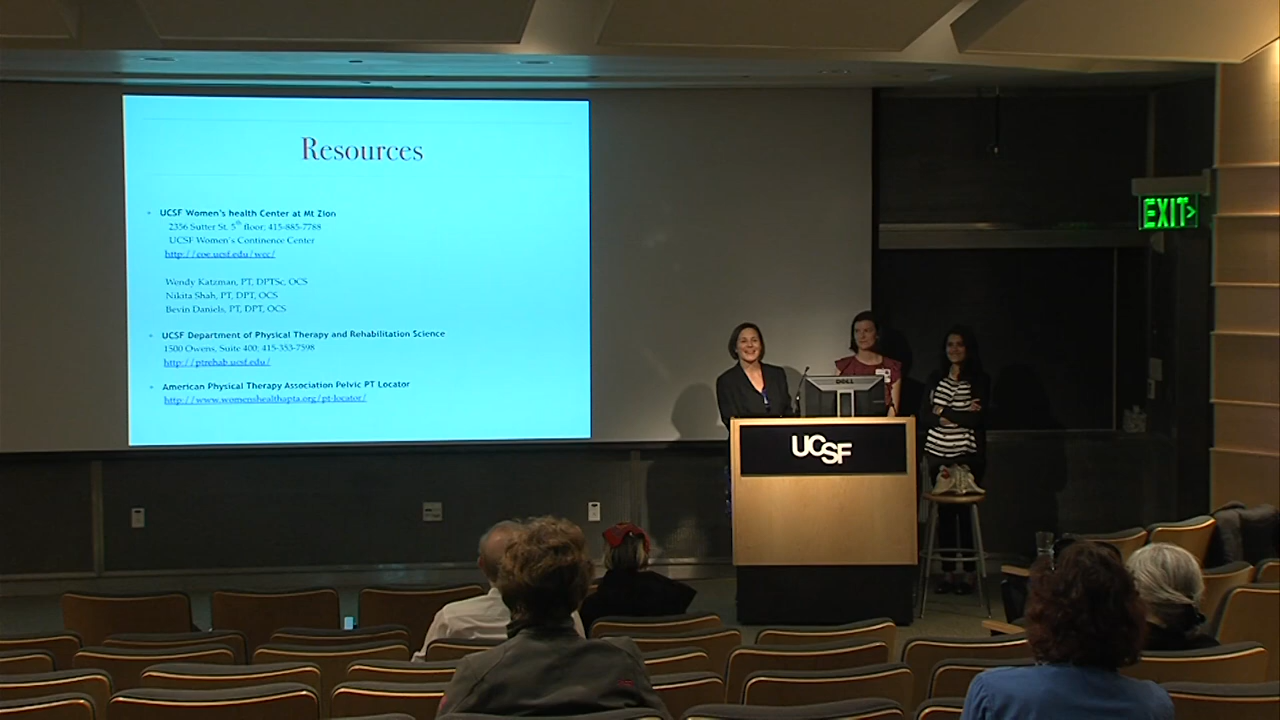 Resources
UCSF Women's health Center at Mt Zion
2356 Sutter St. 5th floor; 415-885-7788
UCSF Women's Continence Center
http://coe.ucsf.edu/wcc/
Wendy Katzman, PT, DPTSc, OCS
Nikita Shah, PT, DPT, OCS
Bevin Daniels, PT, DPT, OCS
UCSF Department of Physical Therapy and Rehabilitation Science
1500 Owens, Suite 400; 415-353-7598
http://ptrehab.ucsf.edu/
American Physical Therapy Association Pelvic PT Locator
http://www.womenshealthapta.org/pt-locator/
EXIT
DELL
UCSF